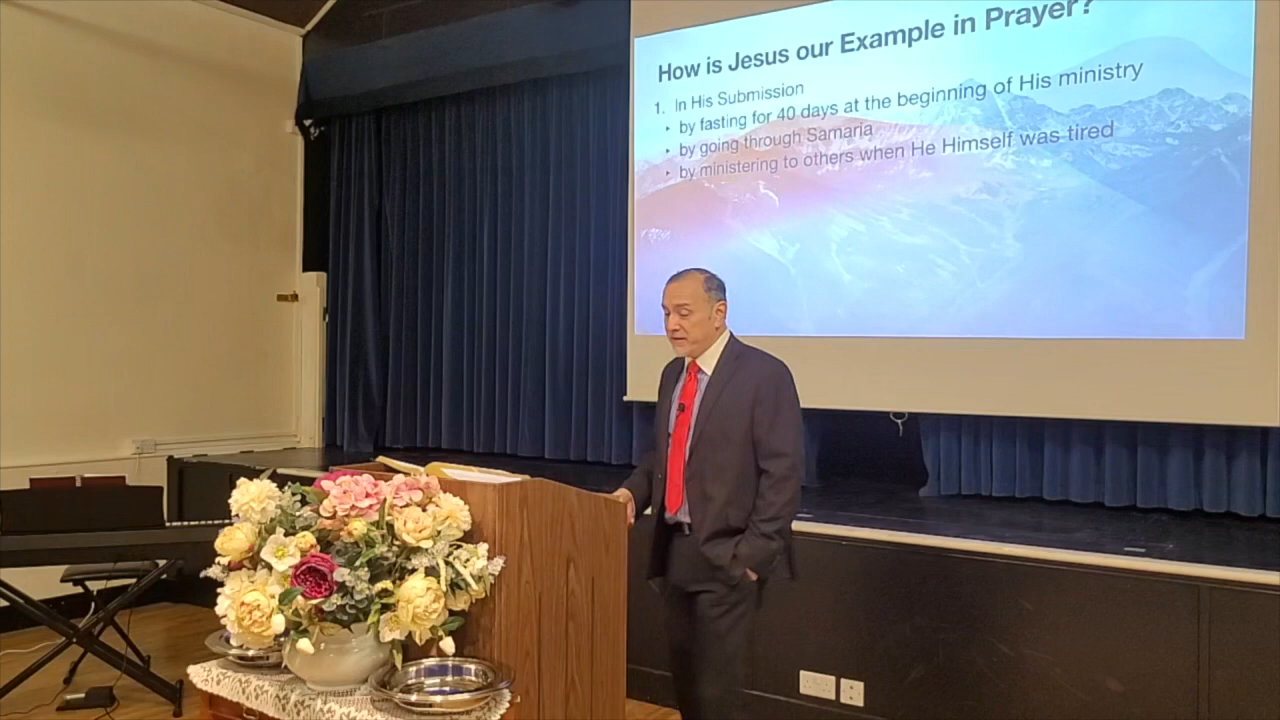 How is Jesus our Example in Prayer?
1. In His Submission
‣ by fasting for 40 days at the beginning of His ministry
‣ by going through Samaria
‣ by ministering to others when He Himself was tired